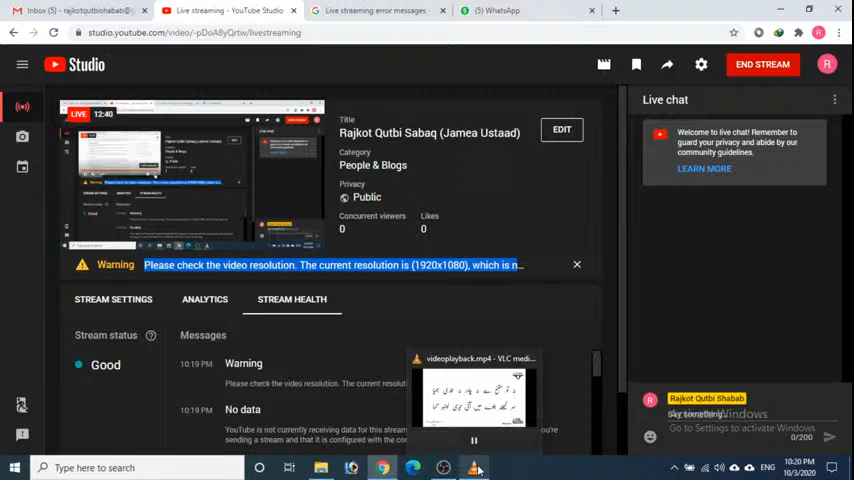 Inbox (5) - rajkotqutbishabab@g
Live streaming - YouTube Studio
Live streaming error messages -
(5) WhatsApp
studio.youtube.com/video/-pDoA8yQrtw/livestreaming
Studio
END STREAM
R
LIVE 12:40
Title
Rajkot Qutbi Sabaq (Jamea Ustaad)
EDIT
Category
People & Blogs
Privacy
Public
Concurrent viewers
Likes
0
0
Warning
Please check the video resolution. The current resolution is (1920x1080), which is n...
STREAM SETTINGS
ANALYTICS
STREAM HEALTH
Stream status
Messages
Good
10:19 PM
Warning
Please check the video resolution. The current resolut
10:19 PM
No data
YouTube is not currently receiving data for this stream
sending a stream and that it is configured with the cor
videoplayback.mp4 - VLC medi...
Live chat
Welcome to live chat! Remember to
guard your privacy and abide by our
community guidelines.
LEARN MORE
R
Rajkot Qutbi Shabab
Say something...
Activate Windows
Go to Settings to activate Windows.
0/200
Type here to search
ENG
10:20 PM
10/3/2020